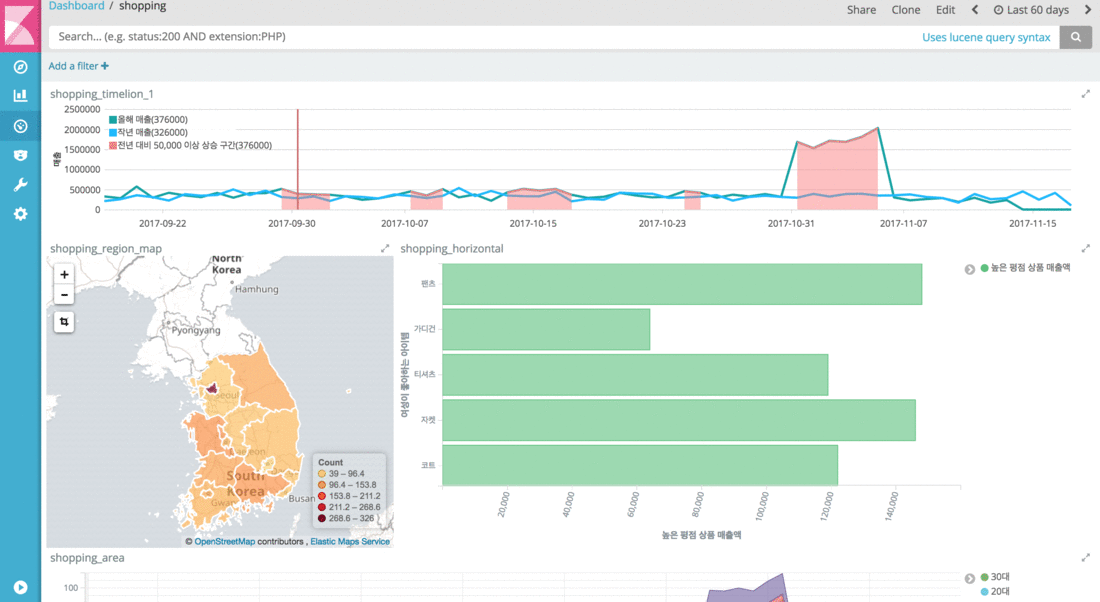 Dashboard / shopping
Share Clone Edit Last 60 days
Search... (e.g. status:200 AND extension:PHP)
Uses lucene query syntax
Add a filter +
shopping_timelion_1
2500000
2000000
1500000
1000000
500000
0
매출
올해 매출(376000)
작년 매출(326000)
전년 대비 50,000 이상 상승 구간(376000)
2017-09-22 2017-09-30 2017-10-07 2017-10-15 2017-10-23 2017-10-31 2017-11-07 2017-11-15
shopping_region_map
+
−
North
Korea
Hamhung
Pyongyang
Seoul
Daejeon
South
Korea
Busan
Count
39 – 96.4
96.4 – 153.8
153.8 – 211.2
211.2 – 268.6
268.6 – 326
© OpenStreetMap contributors , Elastic Maps Service
shopping_horizontal
여성이 좋아하는 아이템
팬츠
가디건
티셔츠
자켓
코트
20,000 40,000 60,000 80,000 100,000 120,000 140,000
높은 평점 상품 매출액
높은 평점 상품 매출액
shopping_area
100
30대
20대